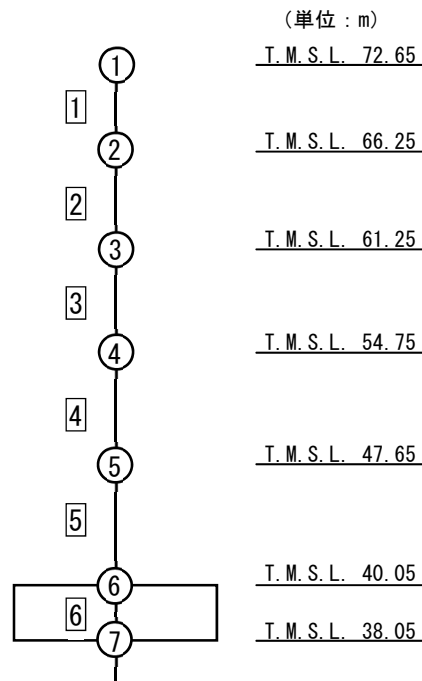 （単位：m）
① T.M.S.L. 72.65
1
② T.M.S.L. 66.25
2
③ T.M.S.L. 61.25
3
④ T.M.S.L. 54.75
4
⑤ T.M.S.L. 47.65
5
⑥ T.M.S.L. 40.05
6
⑦ T.M.S.L. 38.05